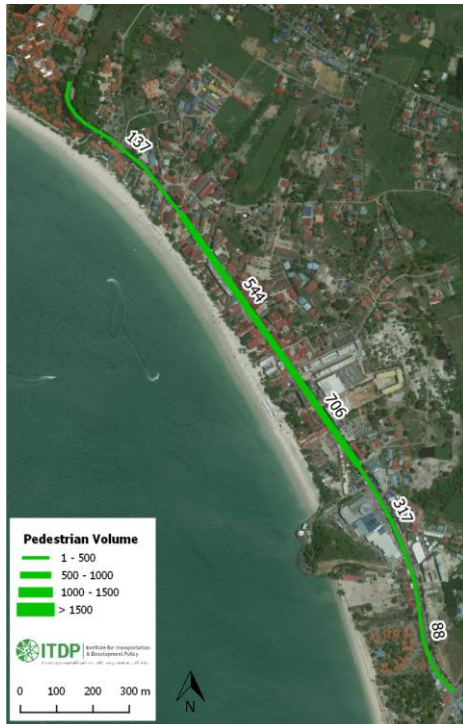 137
544
706
317
88
Pedestrian Volume
1 - 500
500 - 1000
1000 - 1500
> 1500
ITDP
Institute for Transportation
& Development Policy
0 100 200 300 m
N